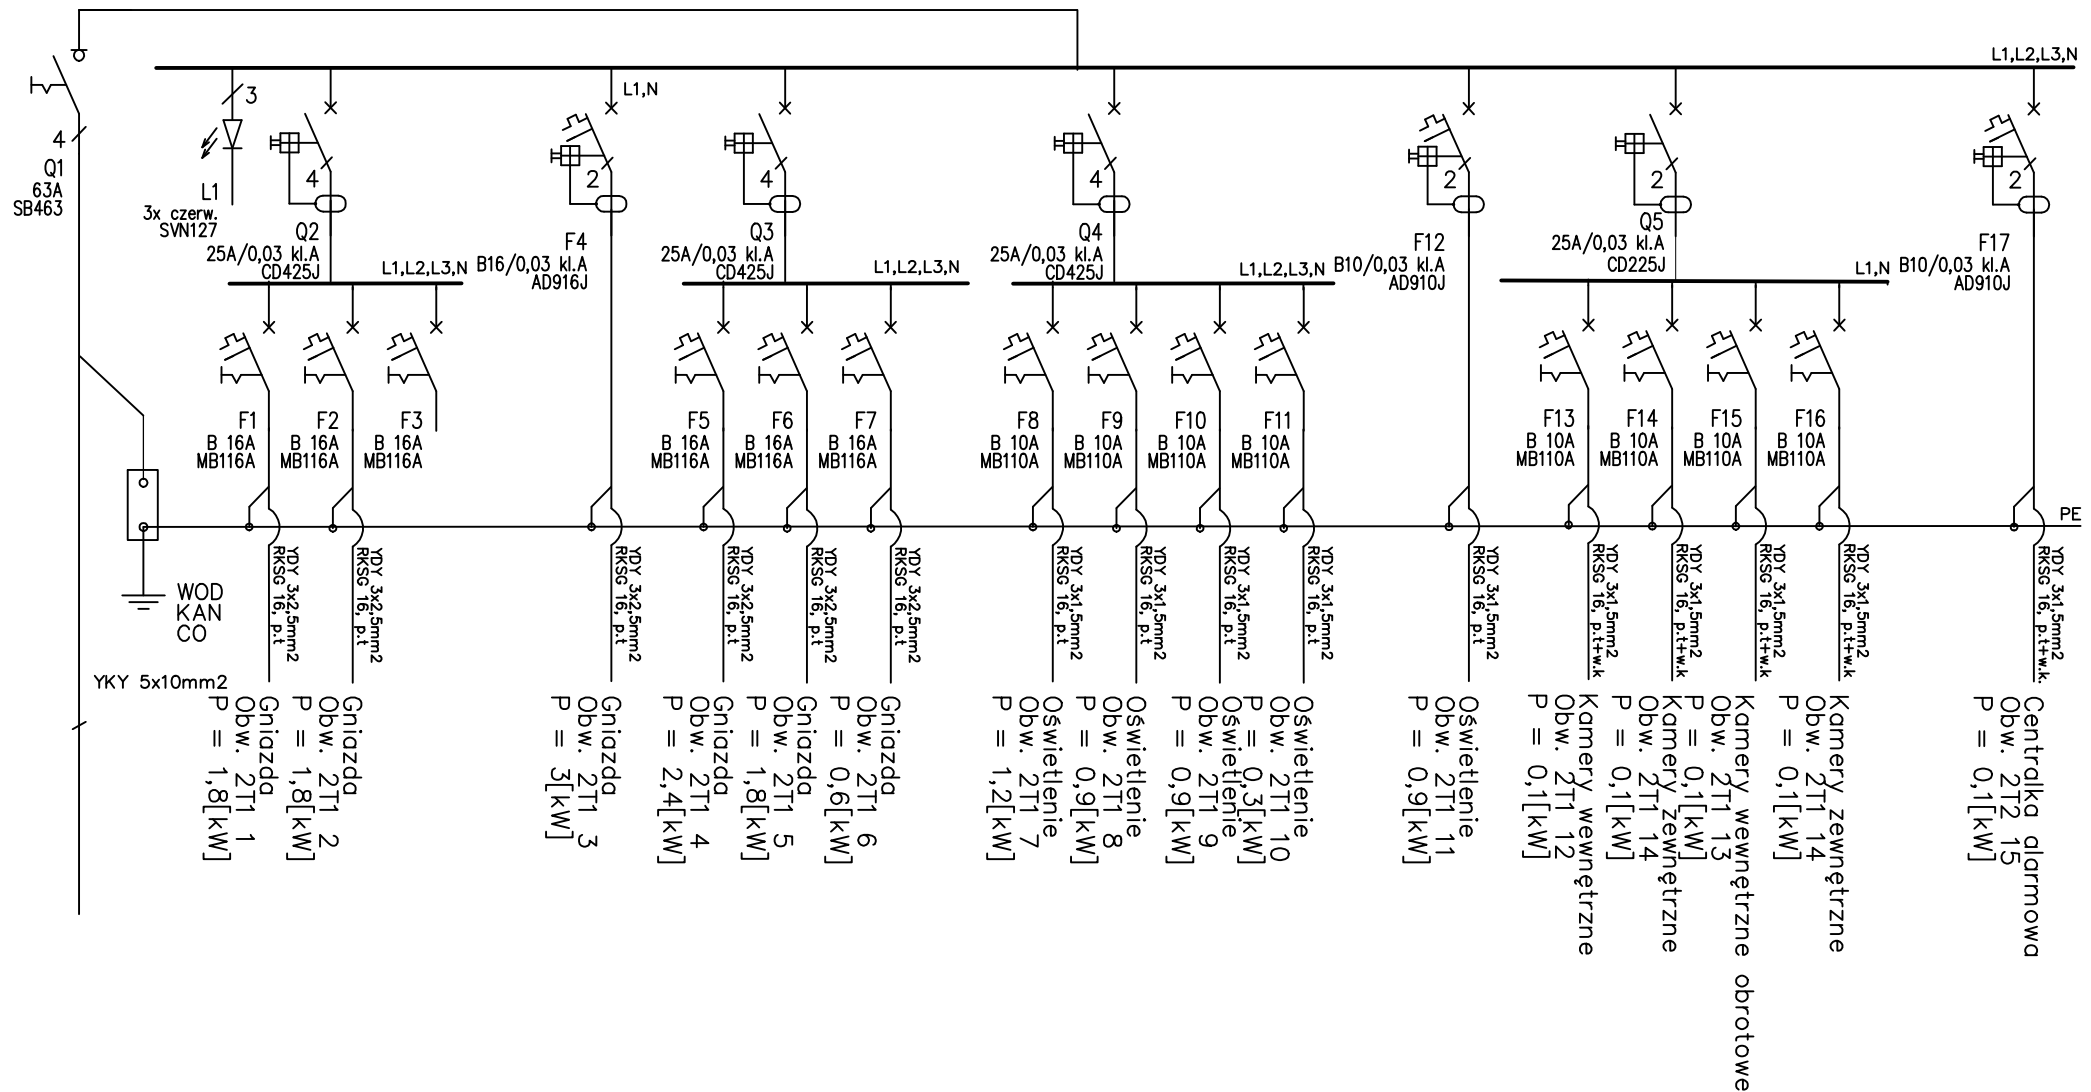 L1,L2,L3,N
4
Q1
63A
SB463
3
L1
3x czerw.
SVN127
4
Q2
25A/0,03 kl.A
CD425J
L1,L2,L3,N
L1,N
2
F4
B16/0,03 kl.A
AD916J
4
Q3
25A/0,03 kl.A
CD425J
L1,L2,L3,N
4
Q4
25A/0,03 kl.A
CD425J
L1,L2,L3,N
2
F12
B10/0,03 kl.A
AD910J
2
Q5
25A/0,03 kl.A
CD225J
L1,N
2
F17
B10/0,03 kl.A
AD910J
F1
B 16A
MB116A
F2
B 16A
MB116A
F3
B 16A
MB116A
F5
B 16A
MB116A
F6
B 16A
MB116A
F7
B 16A
MB116A
F8
B 10A
MB110A
F9
B 10A
MB110A
F10
B 10A
MB110A
F11
B 10A
MB110A
F13
B 10A
MB110A
F14
B 10A
MB110A
F15
B 10A
MB110A
F16
B 10A
MB110A
PE
WOD
KAN
CO
YKY 5x10mm2
YDY 3x2,5mm2
RKSG 16, p.t
Gniazda
Obw. 2T1 1
P = 1,8[kW]
YDY 3x2,5mm2
RKSG 16, p.t
Gniazda
Obw. 2T1 2
P = 1,8[kW]
YDY 3x2,5mm2
RKSG 16, p.t
Gniazda
Obw. 2T1 3
P = 3[kW]
YDY 3x2,5mm2
RKSG 16, p.t
Gniazda
Obw. 2T1 4
P = 2,4[kW]
YDY 3x2,5mm2
RKSG 16, p.t
Gniazda
Obw. 2T1 5
P = 1,8[kW]
YDY 3x2,5mm2
RKSG 16, p.t
Gniazda
Obw. 2T1 6
P = 0,6[kW]
YDY 3x1,5mm2
RKSG 16, p.t
Oświetlenie
Obw. 2T1 7
P = 1,2[kW]
YDY 3x1,5mm2
RKSG 16, p.t
Oświetlenie
Obw. 2T1 8
P = 0,9[kW]
YDY 3x1,5mm2
RKSG 16, p.t
Oświetlenie
Obw. 2T1 9
P = 0,9[kW]
YDY 3x1,5mm2
RKSG 16, p.t
Oświetlenie
Obw. 2T1 10
P = 0,3[kW]
YDY 3x1,5mm2
RKSG 16, p.t
Oświetlenie
Obw. 2T1 11
P = 0,9[kW]
YDY 3x1,5mm2
RKSG 16, p.t+w.k
Kamery wewnętrzne
Obw. 2T1 12
P = 0,1[kW]
YDY 3x1,5mm2
RKSG 16, p.t+w.k
Kamery zewnętrzne
Obw. 2T1 14
P = 0,1[kW]
YDY 3x1,5mm2
RKSG 16, p.t+w.k
Kamery wewnętrzne obrotowe
Obw. 2T1 13
P = 0,1[kW]
YDY 3x1,5mm2
RKSG 16, p.t+w.k
Kamery zewnętrzne
Obw. 2T1 14
P = 0,1[kW]
YDY 3x1,5mm2
RKSG 16, p.t+w.k.
Centralka alarmowa
Obw. 2T2 15
P = 0,1[kW]